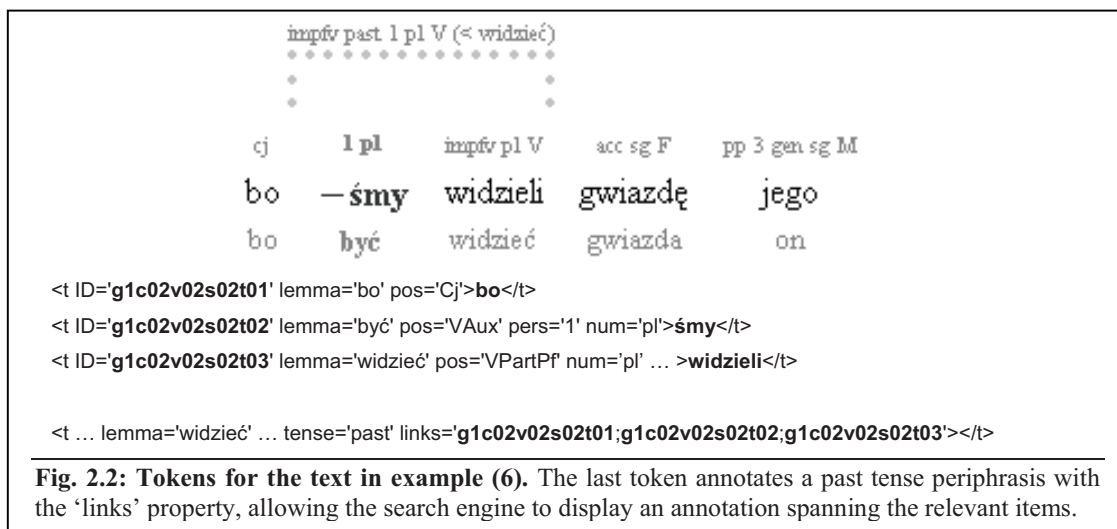 impfv past 1 pl V (< widzieć)
cj 1 pl impfv pl V acc sg F pp 3 gen sg M
bo –śmy widzieli gwiazdę jego
bo być widzieć gwiazda on
<t ID='g1c02v02s02t01' lemma='bo' pos='Cj'>bo</t>
<t ID='g1c02v02s02t02' lemma='być' pos='VAux' pers='1' num='pl'>śmy</t>
<t ID='g1c02v02s02t03' lemma='widzieć' pos='VPartPf' num='pl' … >widzieli</t>
<t … lemma='widzieć' … tense='past' links='g1c02v02s02t01;g1c02v02s02t02;g1c02v02s02t03'></t>
Fig. 2.2: Tokens for the text in example (6). The last token annotates a past tense periphrasis with
the ‘links’ property, allowing the search engine to display an annotation spanning the relevant items.